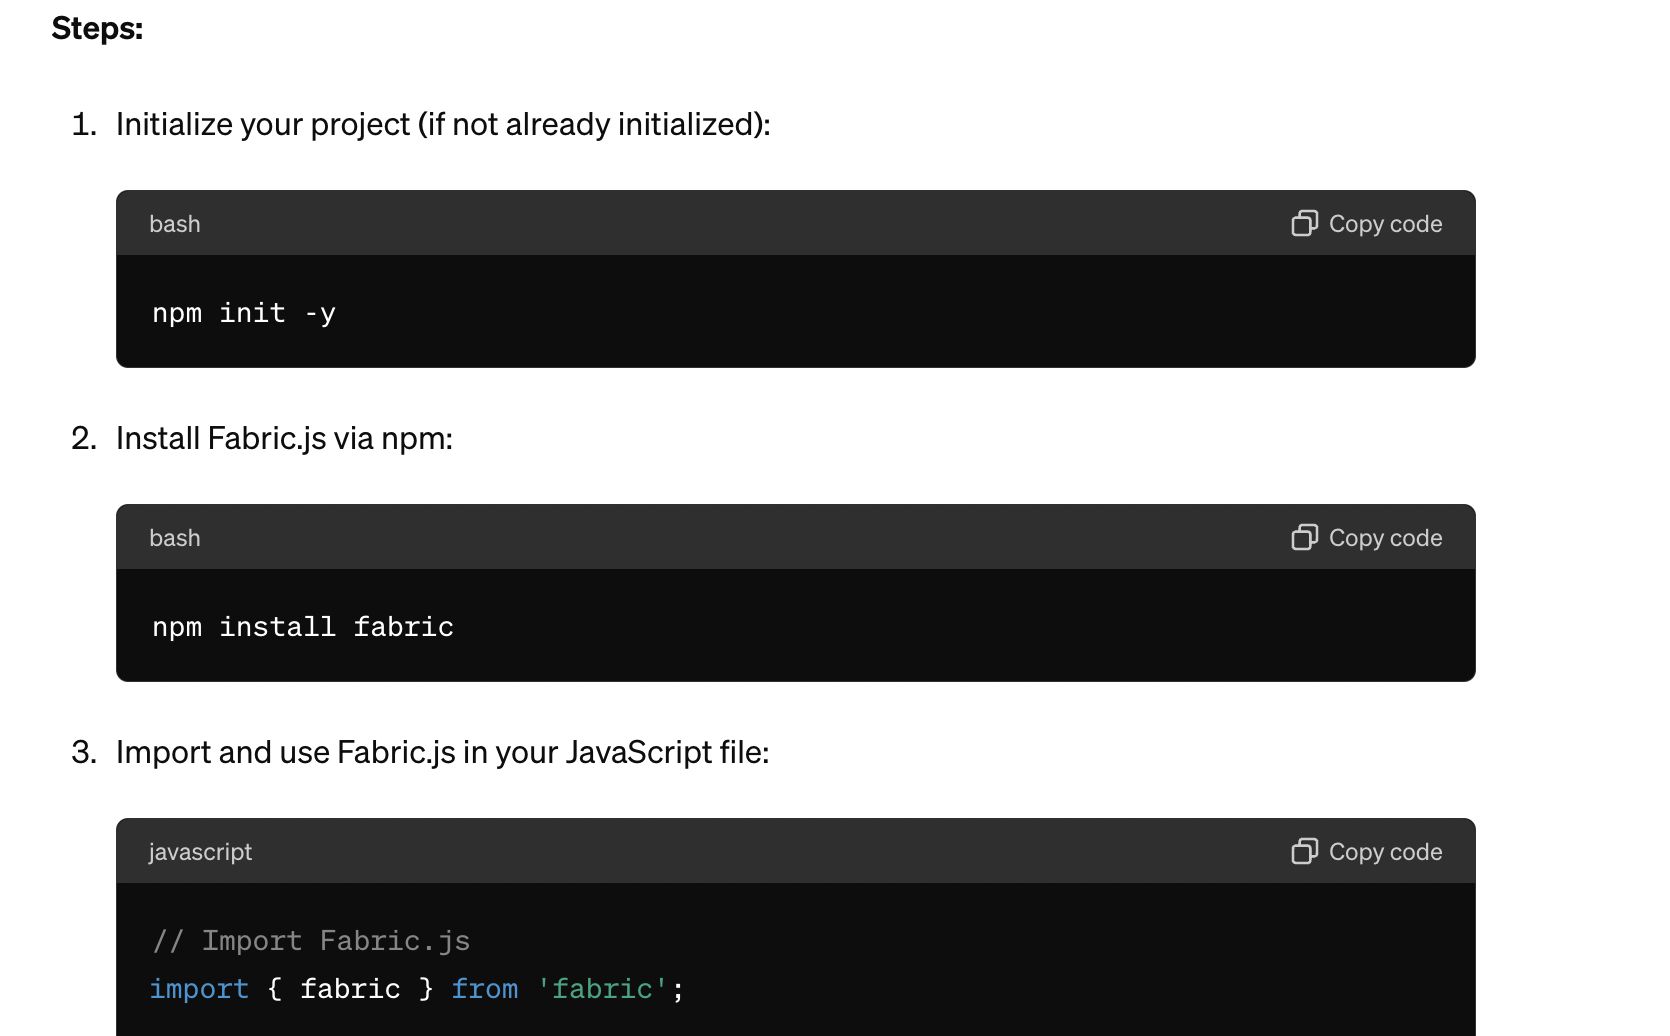 Steps:
1. Initialize your project (if not already initialized):
bash Copy code
npm init -y
2. Install Fabric.js via npm:
bash Copy code
npm install fabric
3. Import and use Fabric.js in your JavaScript file:
javascript Copy code
// Import Fabric.js
import { fabric } from 'fabric';